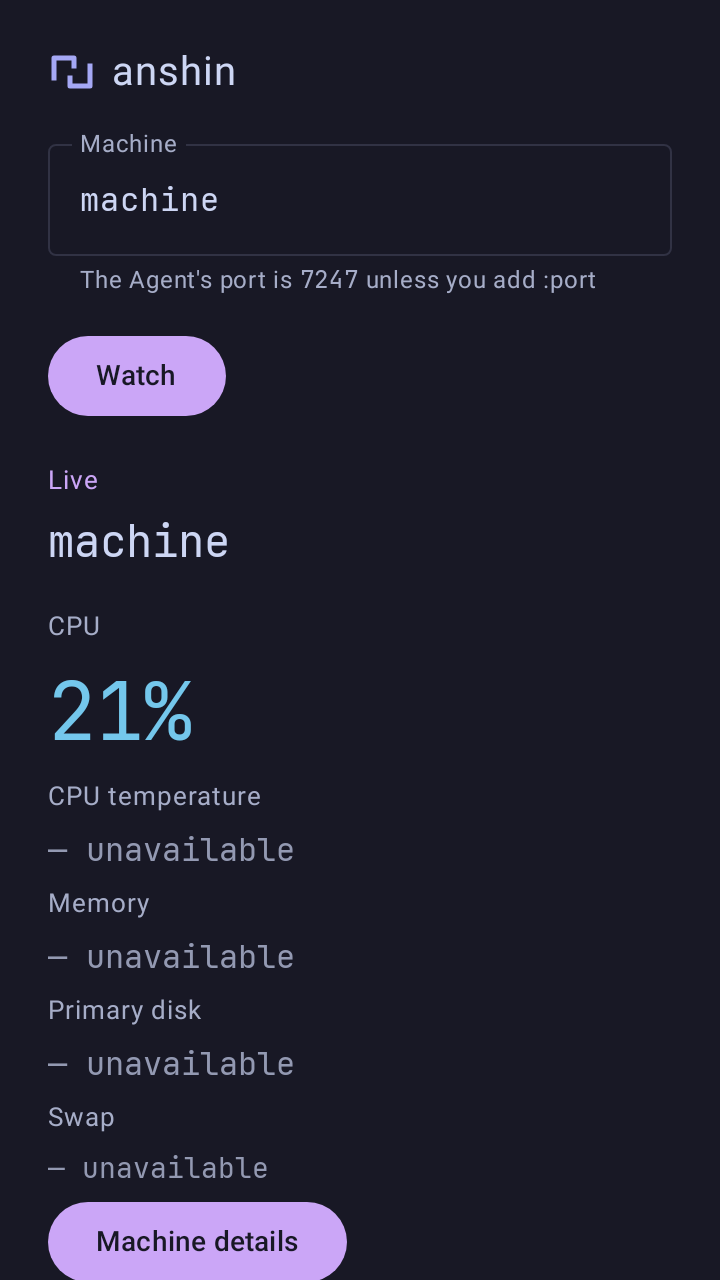 anshin
Machine
machine
The Agent's port is 7247 unless you add :port
Watch
Live
machine
CPU
21%
CPU temperature
— unavailable
Memory
— unavailable
Primary disk
— unavailable
Swap
— unavailable
Machine details